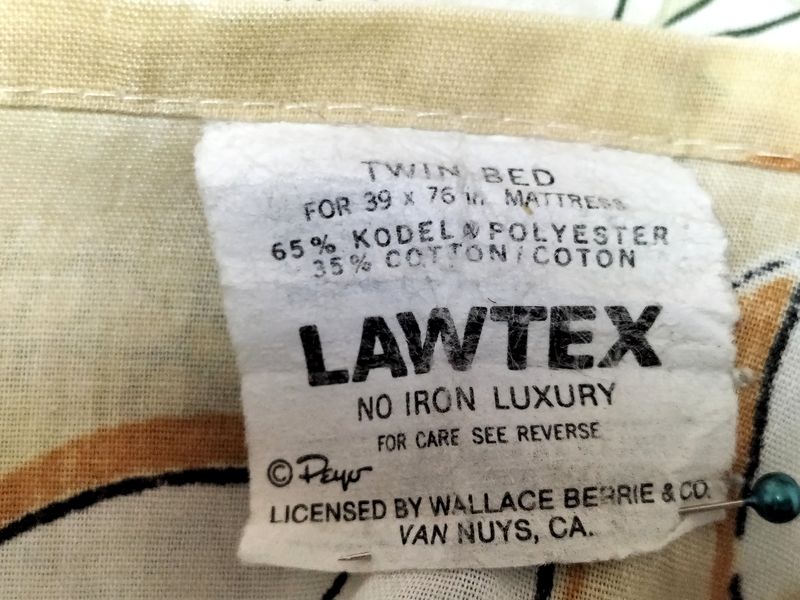 TWIN BED
FOR 39 x 76 in. MATTRESS
65% KODEL® POLYESTER
35% COTTON/COTON
LAWTEX
NO IRON LUXURY
FOR CARE SEE REVERSE
© Peyo
LICENSED BY WALLACE BERRIE & CO.
VAN NUYS, CA.